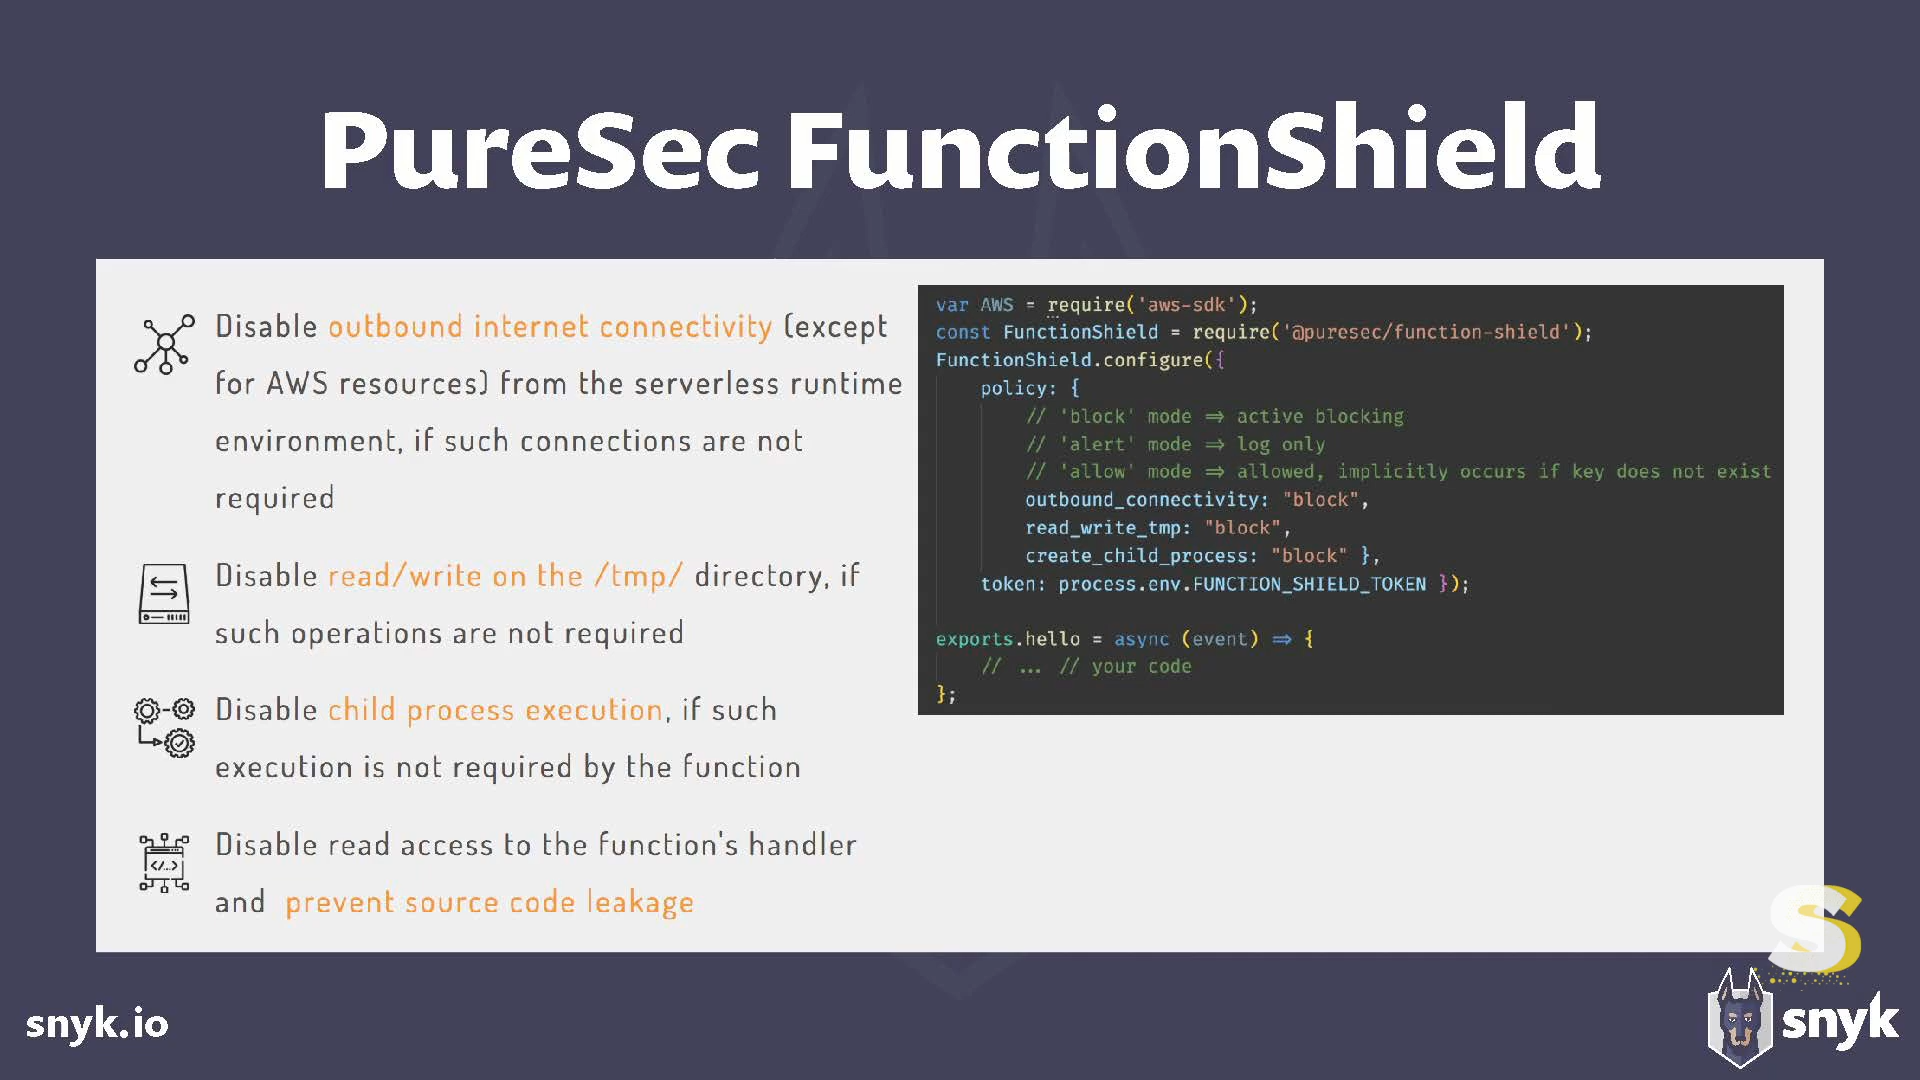 PureSec FunctionShield
Disable outbound internet connectivity (except
for AWS resources) from the serverless runtime
environment, if such connections are not
required
Disable read/write on the /tmp/ directory, if
such operations are not required
Disable child process execution, if such
execution is not required by the function
Disable read access to the function's handler
and prevent source code leakage
var AWS = require('aws-sdk');
const FunctionShield = require('@puresec/function-shield');
FunctionShield.configure({
policy: {
// 'block' mode ⇒ active blocking
// 'alert' mode ⇒ log only
// 'allow' mode ⇒ allowed, implicitly occurs if key does not exist
outbound_connectivity: "block",
read_write_tmp: "block",
create_child_process: "block" },
token: process.env.FUNCTION_SHIELD_TOKEN });
exports.hello = async (event) ⇒ {
// ... // your code
};
S
snyk.io
snyk